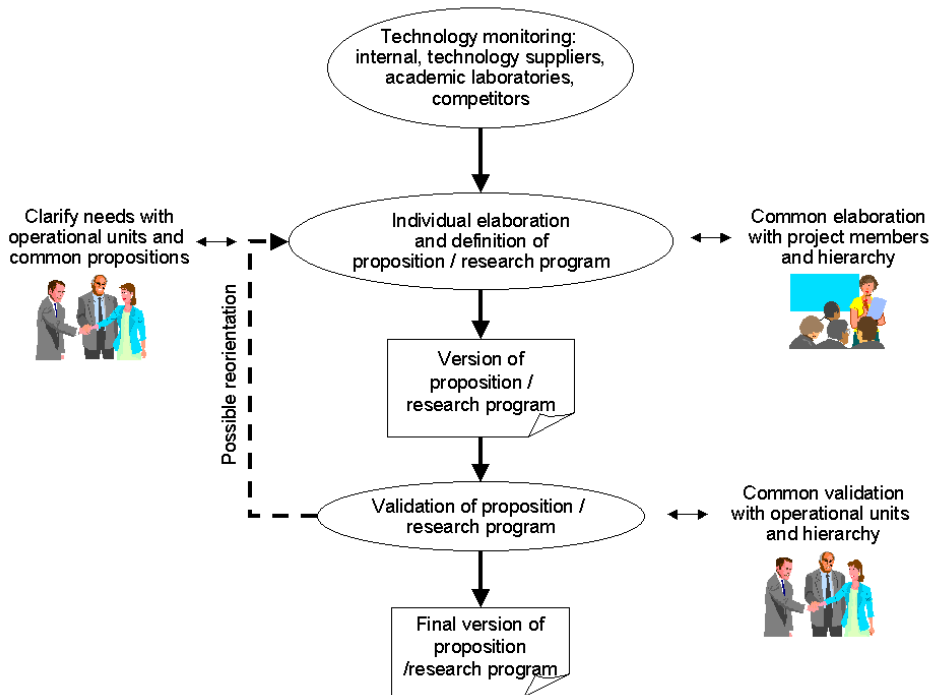 Technology monitoring:
internal, technology suppliers,
academic laboratories,
competitors
Clarify needs with
operational units and
common propositions
Individual elaboration
and definition of
proposition / research program
Common elaboration
with project members
and hierarchy
Possible reorientation
Version of
proposition /
research program
Validation of proposition /
research program
Common validation
with operational units
and hierarchy
Final version of
proposition
/research program